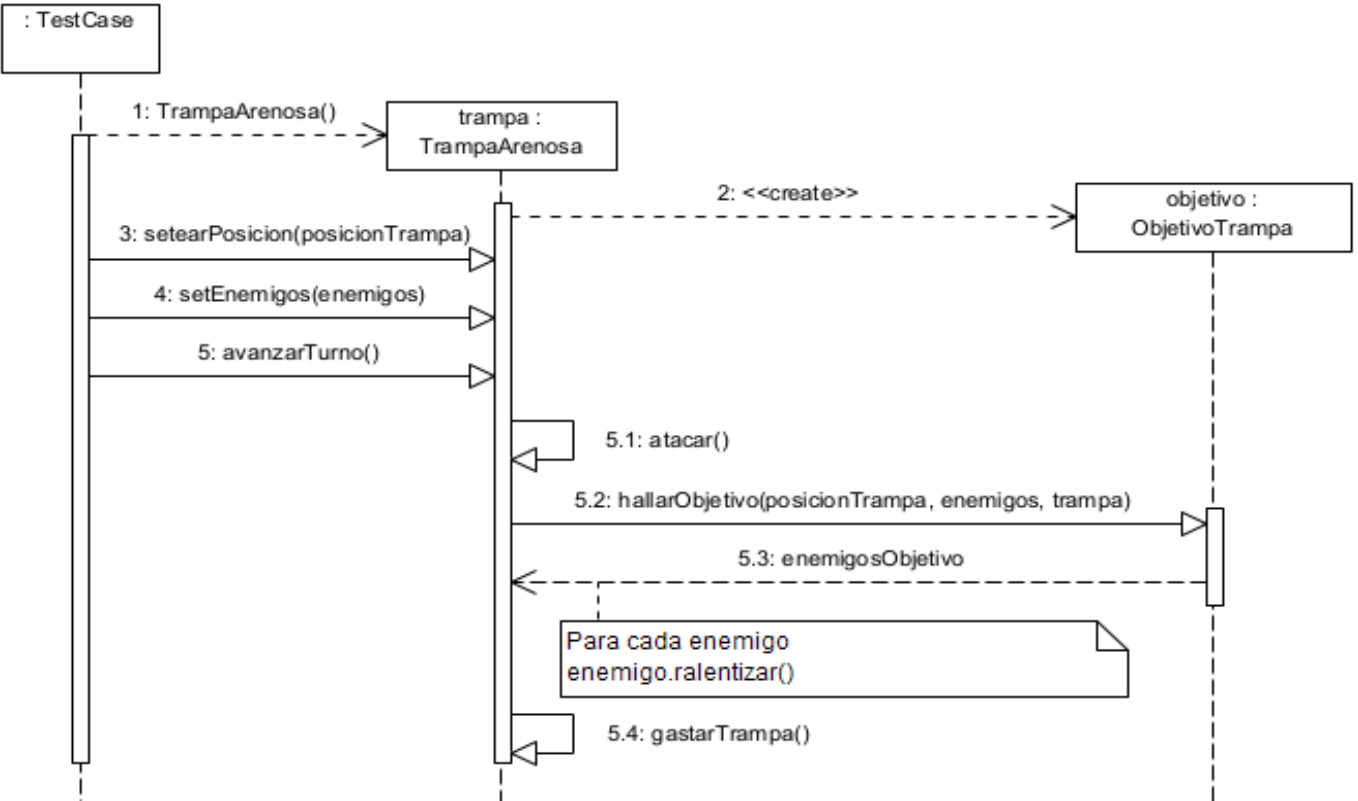 : TestCase
1: TrampaArenosa()
trampa :
TrampaArenosa
2: <<create>>
objetivo :
ObjetivoTrampa
3: setearPosicion(posicionTrampa)
4: setEnemigos(enemigos)
5: avanzarTurno()
5.1: atacar()
5.2: hallarObjetivo(posicionTrampa, enemigos, trampa)
5.3: enemigosObjetivo
Para cada enemigo
enemigo.ralentizar()
5.4: gastarTrampa()